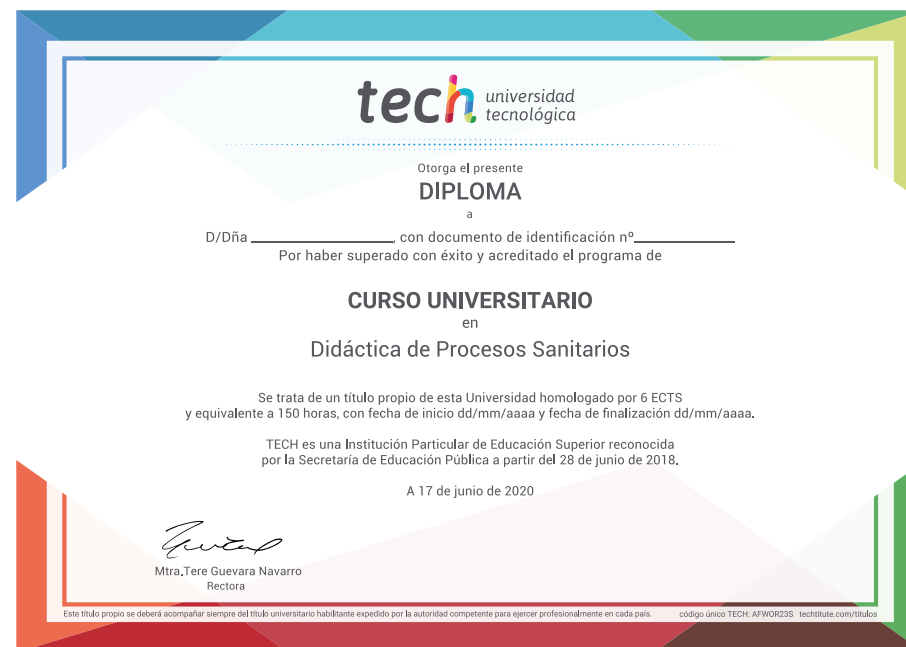 tech universidad
tecnológica
Otorga el presente
DIPLOMA
a
D/Dña ____________________, con documento de identificación nº______________
Por haber superado con éxito y acreditado el programa de
CURSO UNIVERSITARIO
en
Didáctica de Procesos Sanitarios
Se trata de un título propio de esta Universidad homologado por 6 ECTS
y equivalente a 150 horas, con fecha de inicio dd/mm/aaaa y fecha de finalización dd/mm/aaaa.
TECH es una Institución Particular de Educación Superior reconocida
por la Secretaría de Educación Pública a partir del 28 de junio de 2018.
A 17 de junio de 2020
Mtra.Tere Guevara Navarro
Rectora
Este título propio se deberá acompañar siempre del título universitario habilitante expedido por la autoridad competente para ejercer profesionalmente en cada país. código único TECH: AFWOR23S techtitute.com/titulos